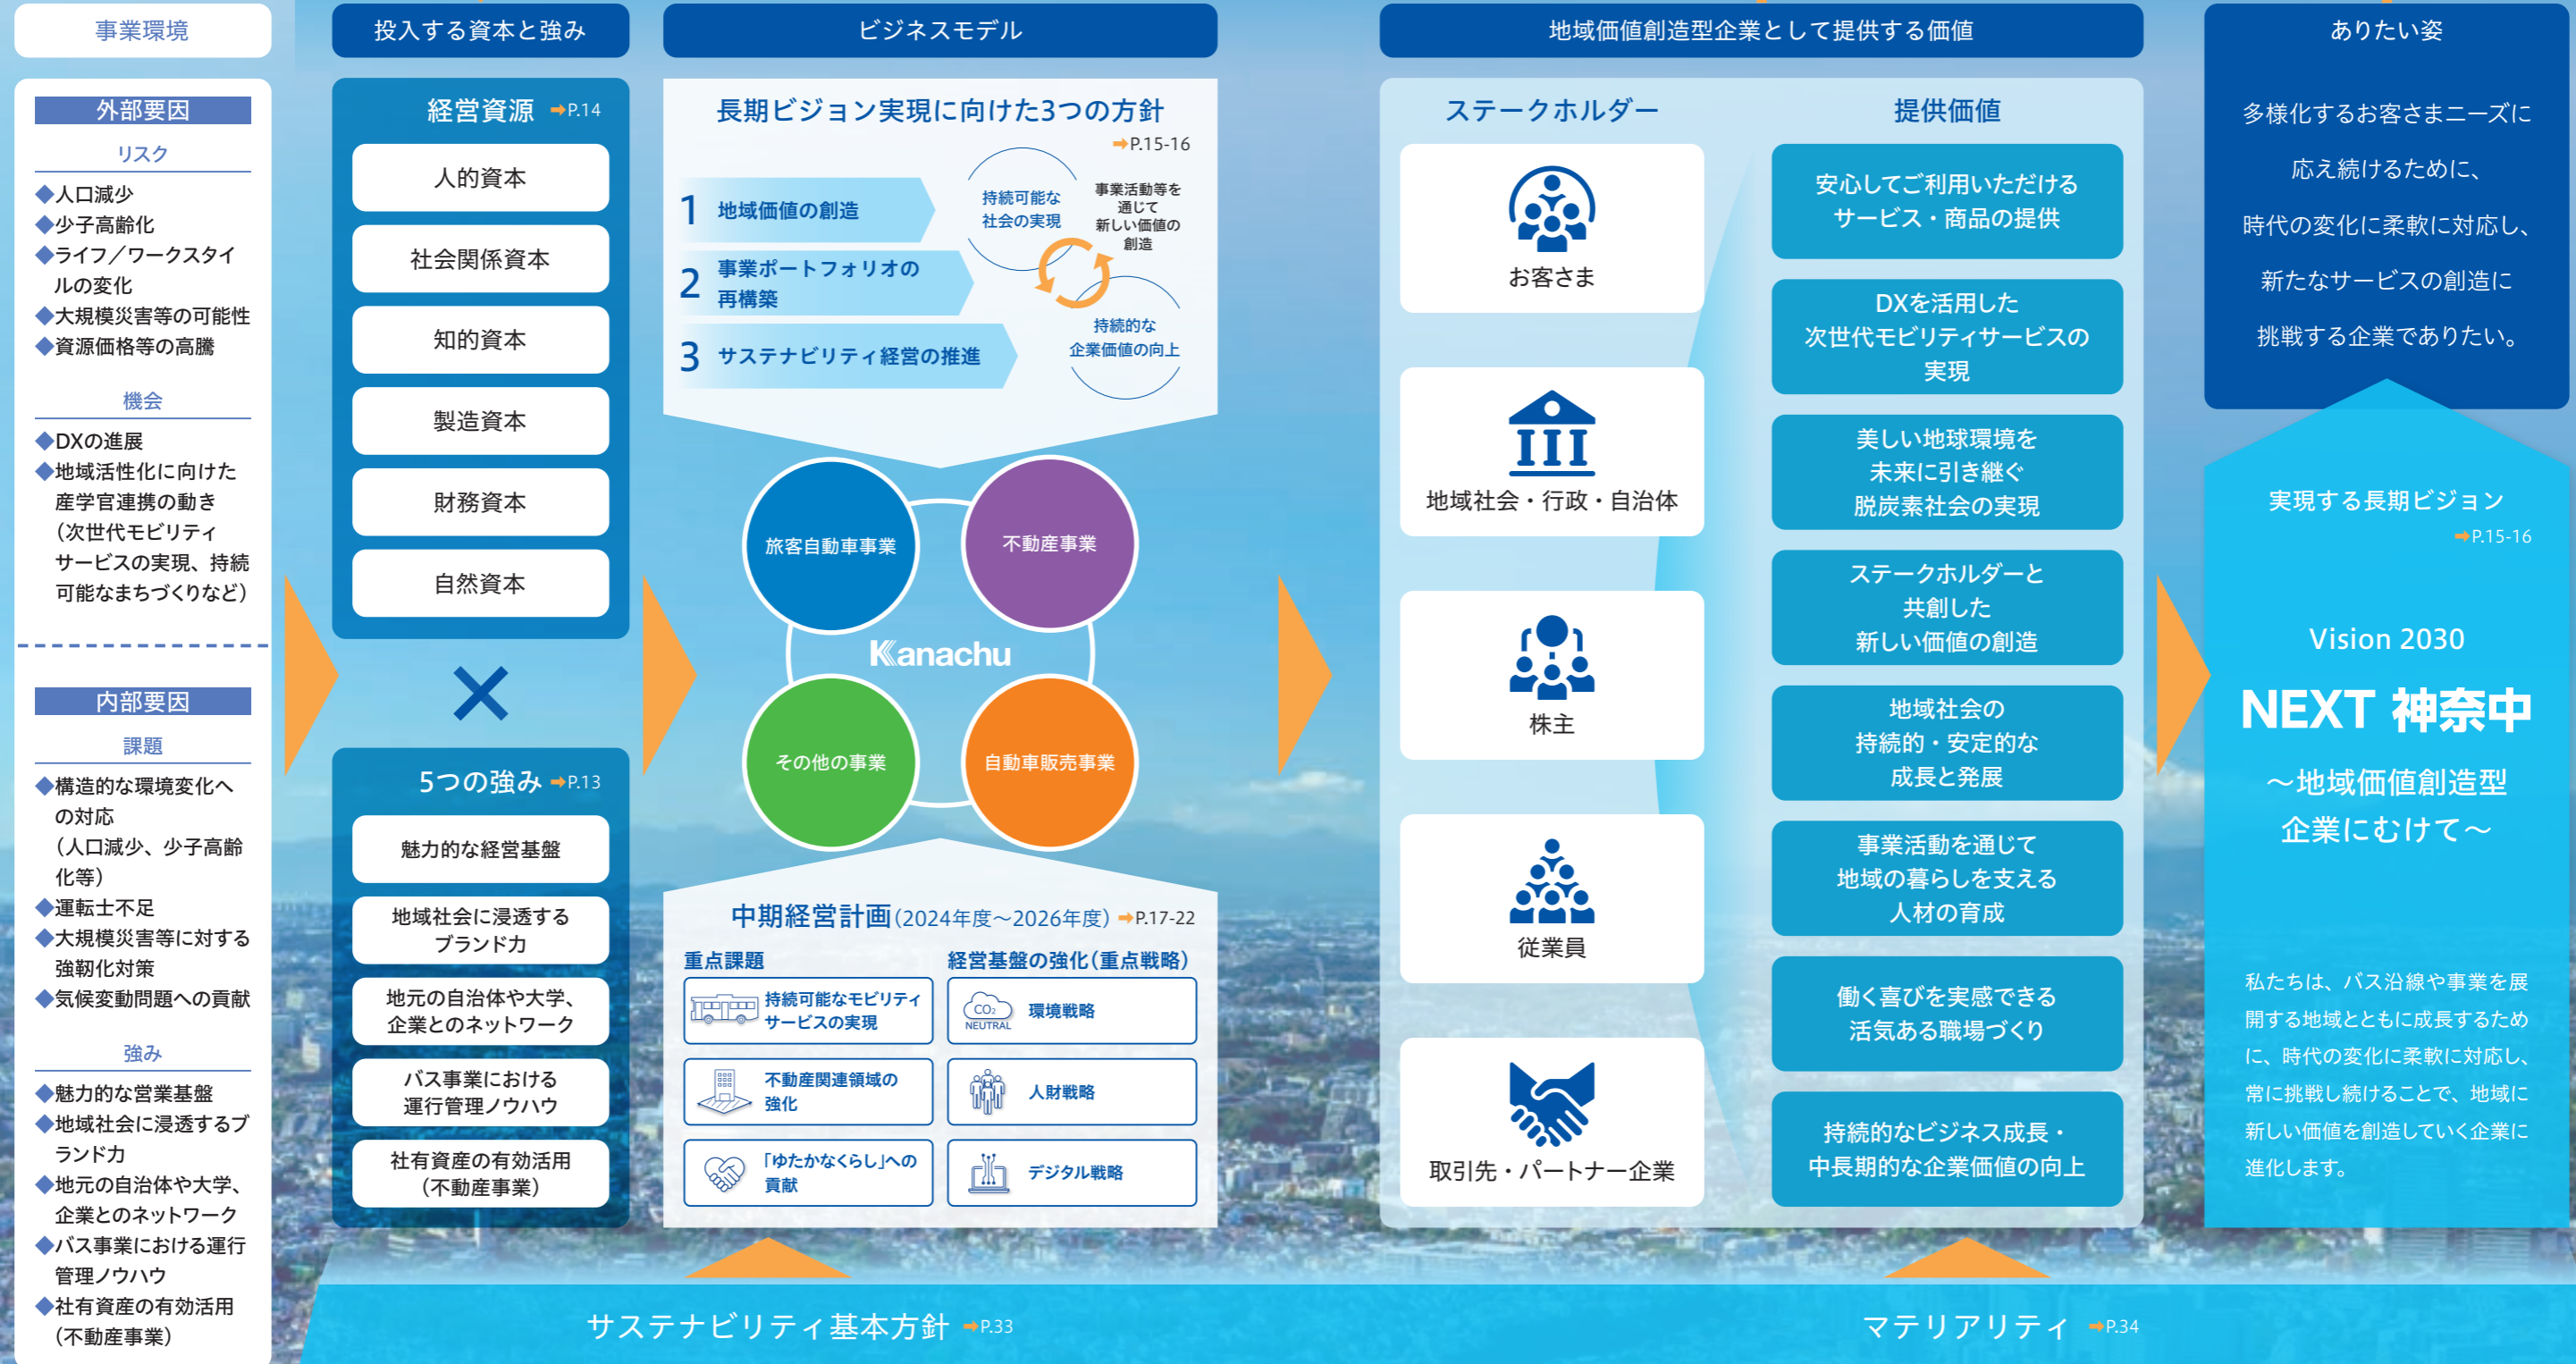 事業環境
外部要因
リスク
◆人口減少
◆少子高齢化
◆ライフ／ワークスタイ
ルの変化
◆大規模災害等の可能性
◆資源価格等の高騰
機会
◆DXの進展
◆地域活性化に向けた
産学官連携の動き
（次世代モビリティ
サービスの実現、持続
可能なまちづくりなど）
内部要因
課題
◆構造的な環境変化へ
の対応
（人口減少、少子高齢
化等）
◆運転士不足
◆大規模災害等に対する
強靭化対策
◆気候変動問題への貢献
強み
◆魅力的な営業基盤
◆地域社会に浸透するブ
ランド力
◆地元の自治体や大学、
企業とのネットワーク
◆バス事業における運行
管理ノウハウ
◆社有資産の有効活用
（不動産事業）
投入する資本と強み
経営資源 ➡P.14
人的資本
社会関係資本
知的資本
製造資本
財務資本
自然資本
×
5つの強み ➡P.13
魅力的な経営基盤
地域社会に浸透する
ブランド力
地元の自治体や大学、
企業とのネットワーク
バス事業における
運行管理ノウハウ
社有資産の有効活用
（不動産事業）
ビジネスモデル
長期ビジョン実現に向けた3つの方針
➡P.15-16
1 地域価値の創造
2 事業ポートフォリオの
再構築
3 サステナビリティ経営の推進
持続可能な
社会の実現
事業活動等を
通じて
新しい価値の
創造
持続的な
企業価値の向上
旅客自動車事業
不動産事業
Kanachu
その他の事業
自動車販売事業
中期経営計画（2024年度～2026年度） ➡P.17-22
重点課題
持続可能なモビリティ
サービスの実現
不動産関連領域の
強化
「ゆたかなくらし」への
貢献
経営基盤の強化（重点戦略）
CO₂
NEUTRAL
環境戦略
人財戦略
デジタル戦略
地域価値創造型企業として提供する価値
ステークホルダー
お客さま
地域社会・行政・自治体
株主
従業員
取引先・パートナー企業
提供価値
安心してご利用いただける
サービス・商品の提供
DXを活用した
次世代モビリティサービスの
実現
美しい地球環境を
未来に引き継ぐ
脱炭素社会の実現
ステークホルダーと
共創した
新しい価値の創造
地域社会の
持続的・安定的な
成長と発展
事業活動を通じて
地域の暮らしを支える
人材の育成
働く喜びを実感できる
活気ある職場づくり
持続的なビジネス成長・
中長期的な企業価値の向上
ありたい姿
多様化するお客さまニーズに
応え続けるために、
時代の変化に柔軟に対応し、
新たなサービスの創造に
挑戦する企業でありたい。
実現する長期ビジョン
➡P.15-16
Vision 2030
NEXT 神奈中
～地域価値創造型
企業にむけて～
私たちは、バス沿線や事業を展
開する地域とともに成長するため
に、時代の変化に柔軟に対応し、
常に挑戦し続けることで、地域に
新しい価値を創造していく企業に
進化します。
サステナビリティ基本方針 ➡P.33
マテリアリティ ➡P.34